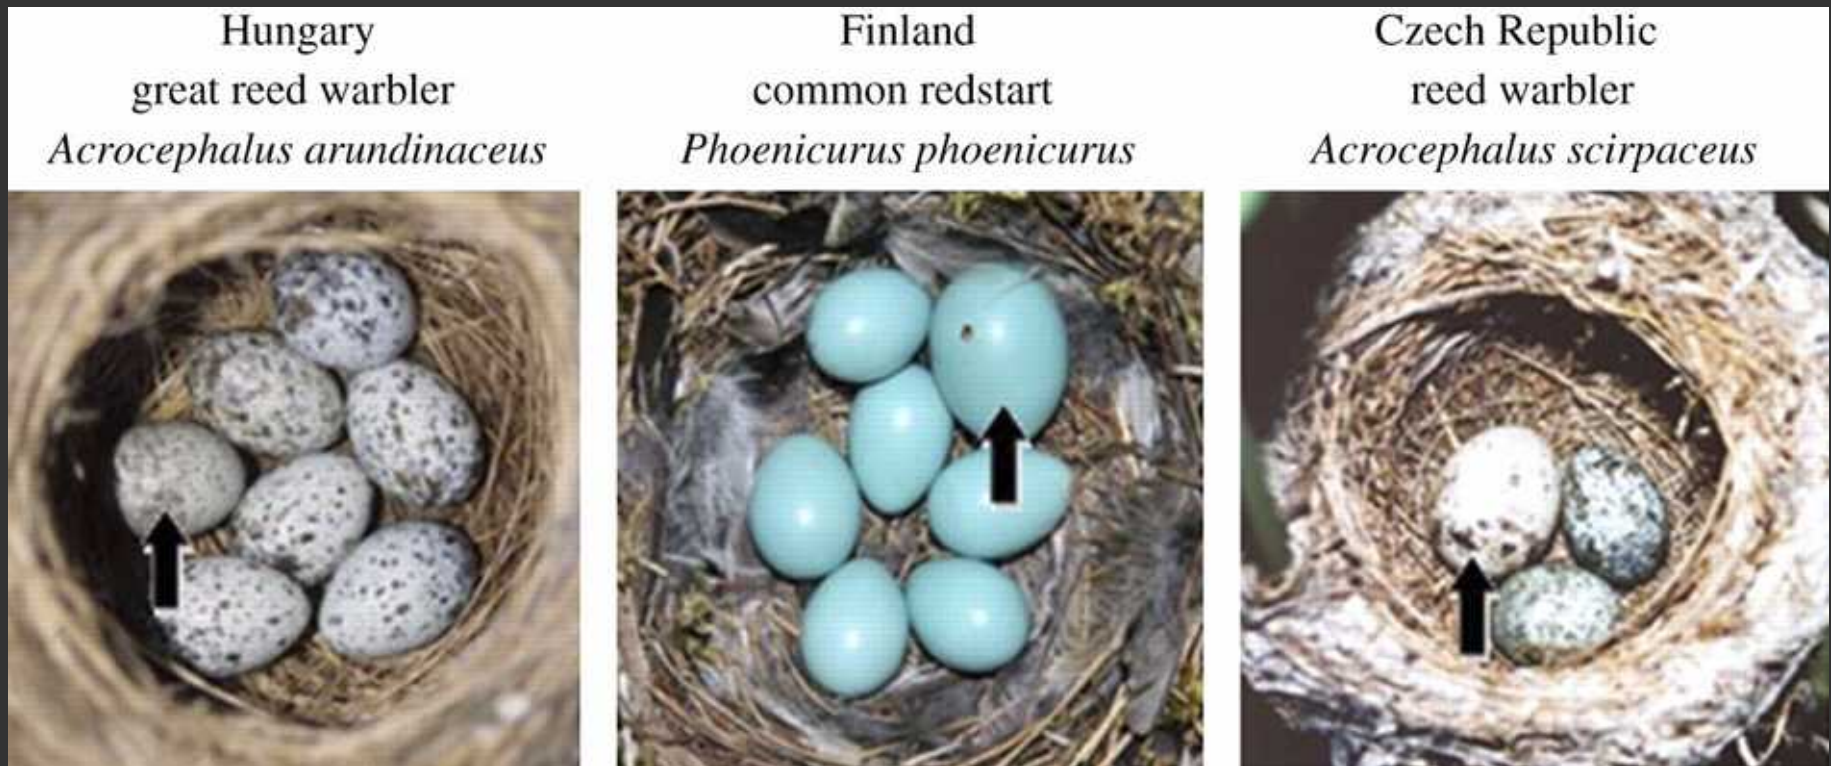 Hungary
great reed warbler
Acrocephalus arundinaceus
Finland
common redstart
Phoenicurus phoenicurus
Czech Republic
reed warbler
Acrocephalus scirpaceus